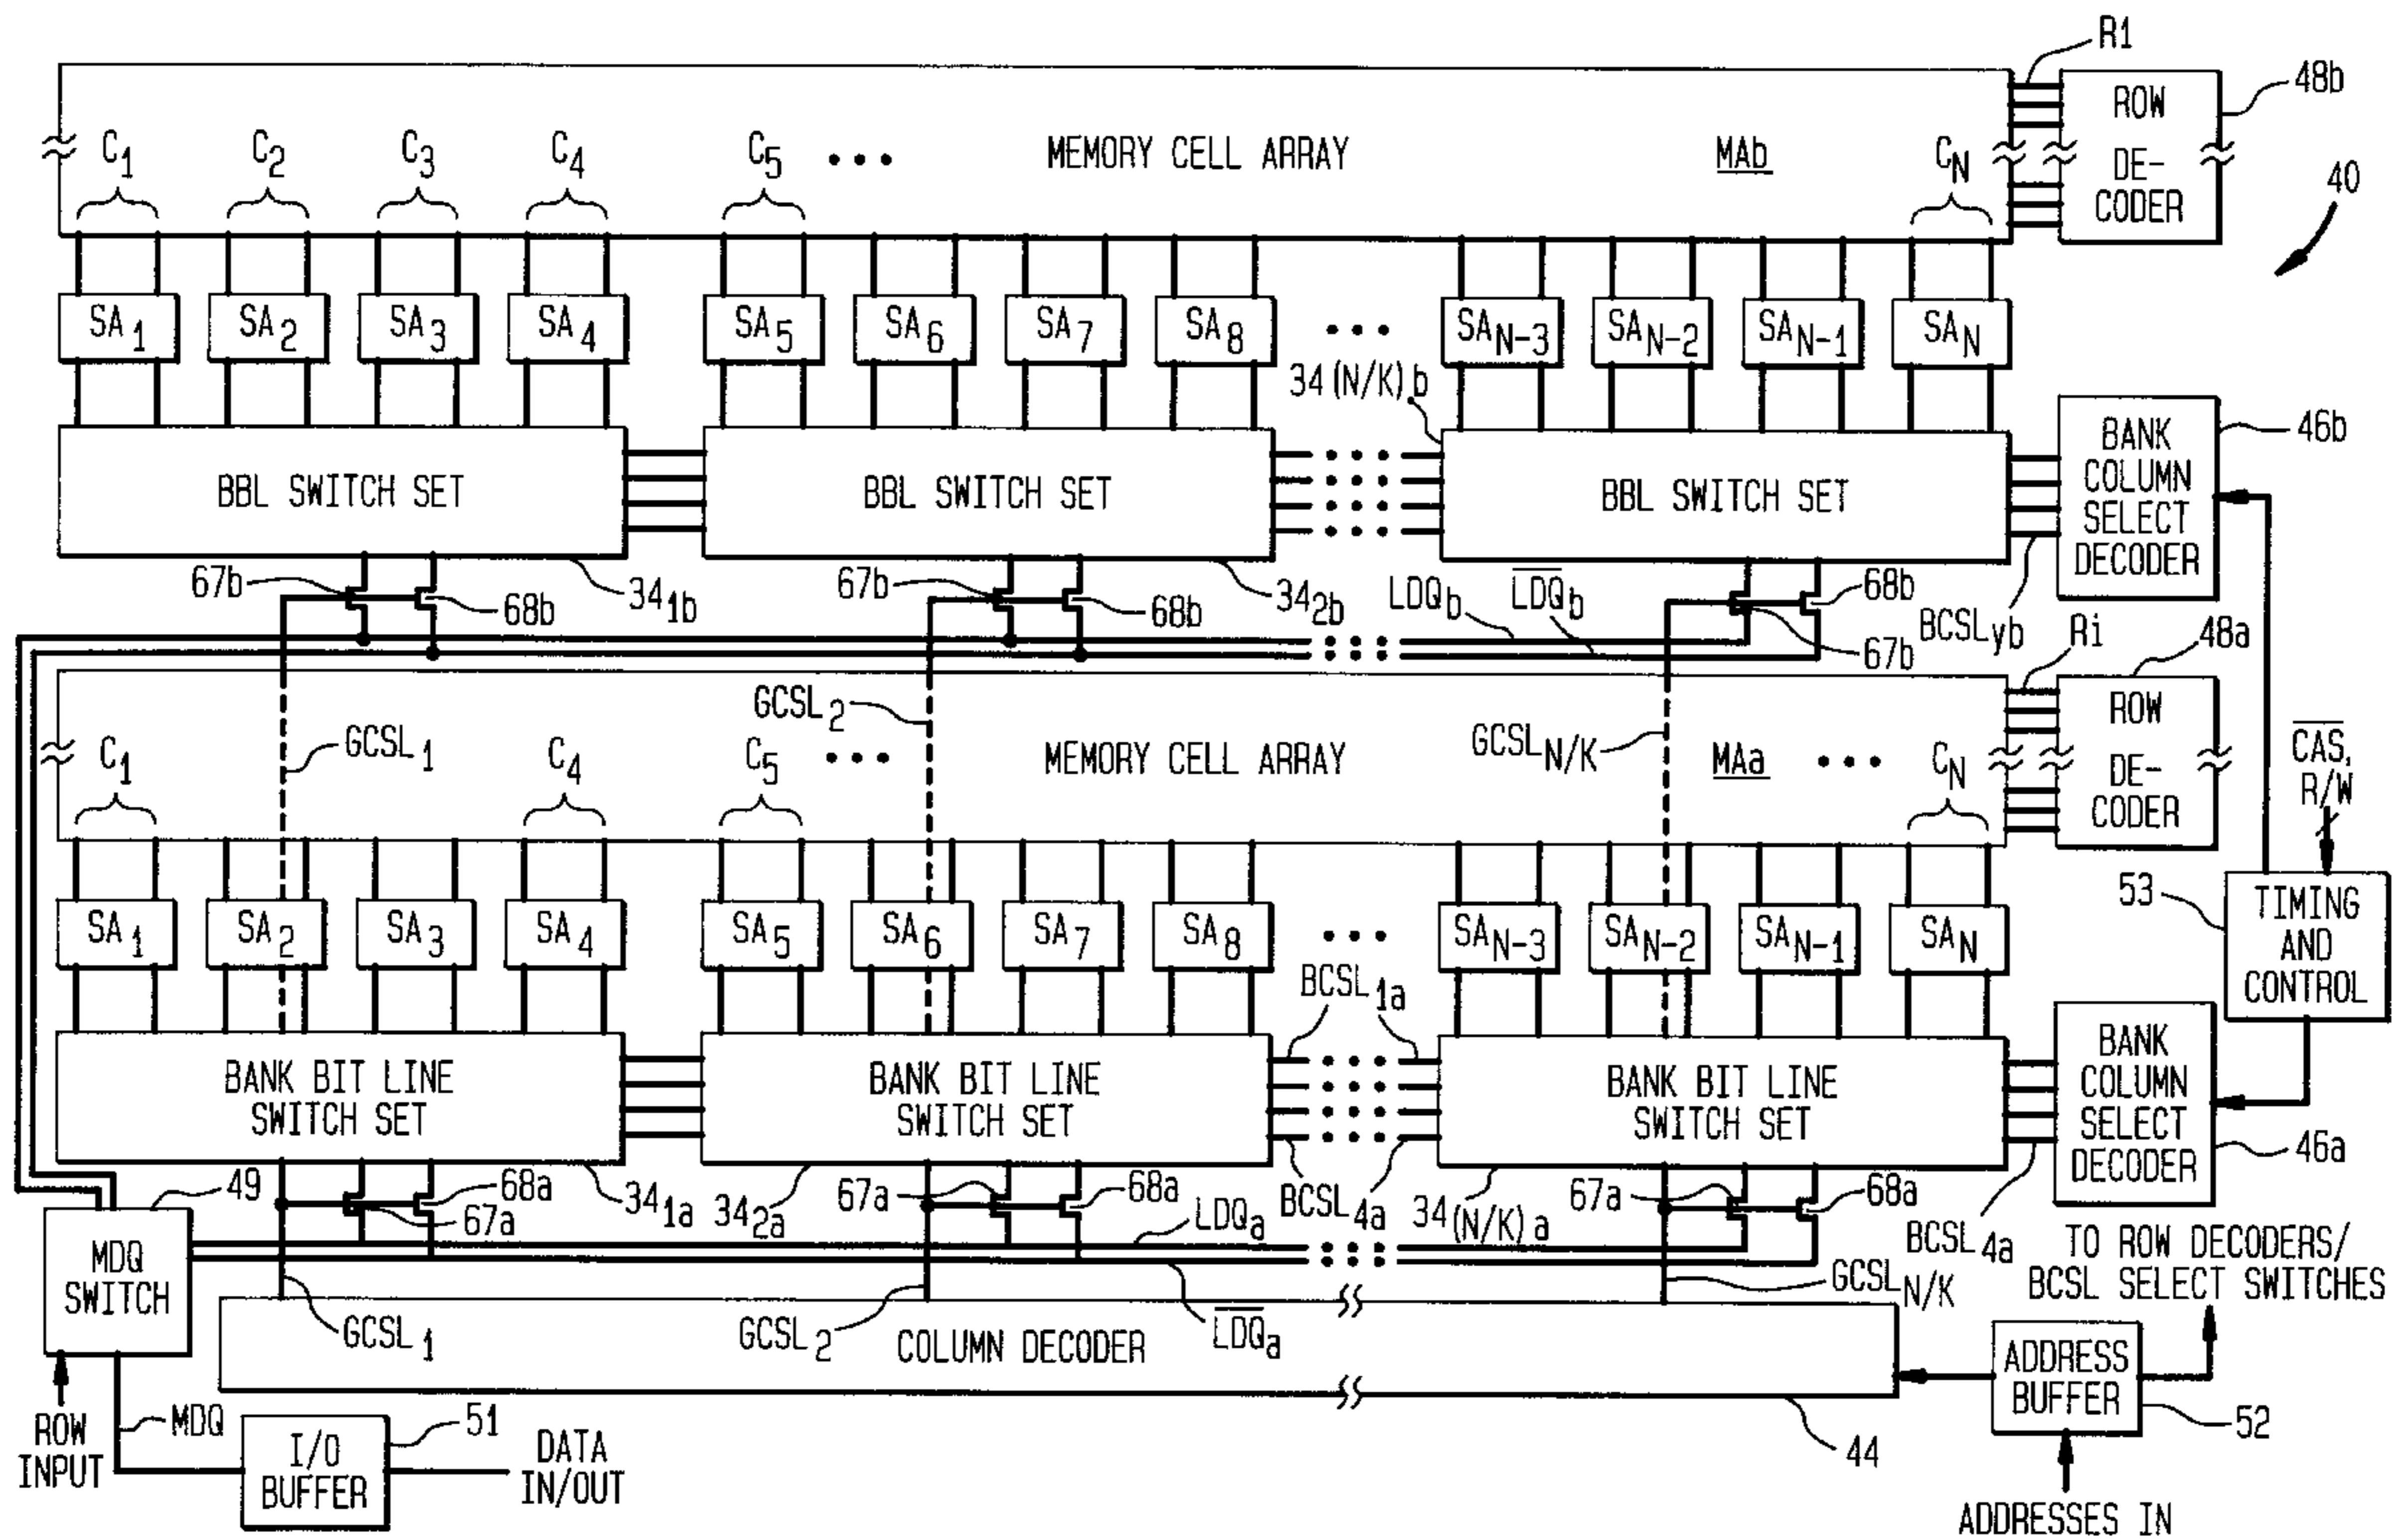 R1
48b
ROW
DE-
CODER
C1 C2 C3 C4 C5 ••• MEMORY CELL ARRAY MAb CN
40
SA1 SA2 SA3 SA4 SA5 SA6 SA7 SA8 ••• SAN-3 SAN-2 SAN-1 SAN
34(N/K)b
BBL SWITCH SET
BBL SWITCH SET
BBL SWITCH SET
BANK
COLUMN
SELECT
DECODER
46b
67b 68b 341b
67b 68b 342b
LDQb L̅D̅Q̅b
68b
67b
BCSLyb
Ri
48a
ROW
DE-
CODER
GCSL1
GCSL2
GCSLN/K
C1 C4 C5 ••• MEMORY CELL ARRAY MAa ••• CN
C̅A̅S̅,
R/W
SA1 SA2 SA3 SA4 SA5 SA6 SA7 SA8 ••• SAN-3 SAN-2 SAN-1 SAN
53
TIMING
AND
CONTROL
BCSL1a
BANK BIT LINE
SWITCH SET
BANK BIT LINE
SWITCH SET
BANK BIT LINE
SWITCH SET
BANK
COLUMN
SELECT
DECODER
46a
49
68a
67a
341a
342a
67a 68a
BCSL4a
34(N/K)a
67a 68a
BCSL4a
LDQa
L̅D̅Q̅a
MDQ
SWITCH
GCSL1
GCSL2
GCSLN/K
TO ROW DECODERS/
BCSL SELECT SWITCHES
COLUMN DECODER
44
ADDRESS
BUFFER
52
ADDRESSES IN
ROW
INPUT
MDQ
I/O
BUFFER
51
DATA
IN/OUT